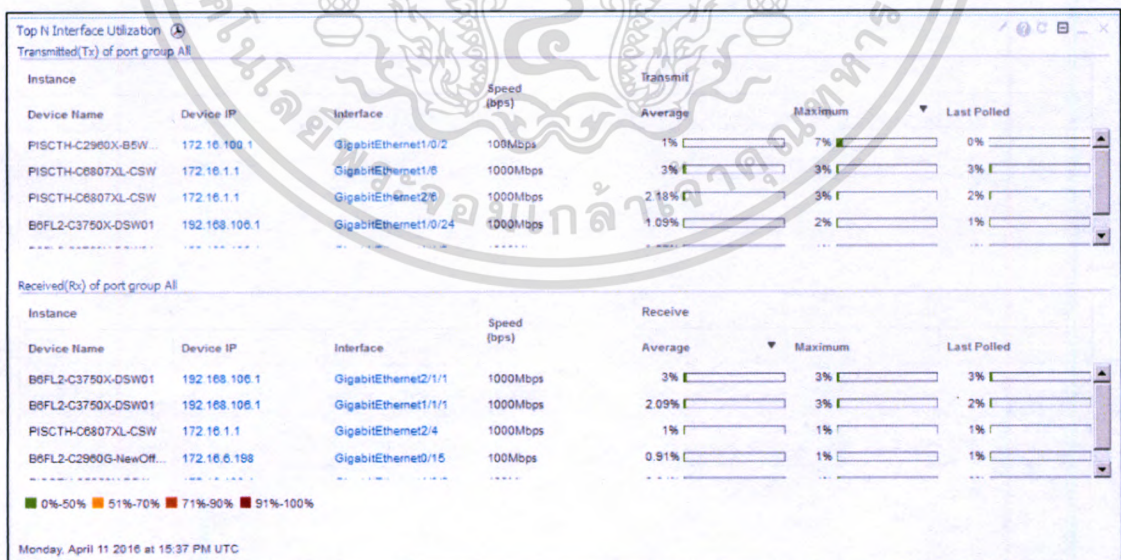 Top N Interface Utilization
Transmitted(Tx) of port group All
Instance Speed (bps) Transmit
Device Name Device IP Interface Average Maximum Last Polled
PISCTH-C2960X-B5W... 172.16.100.1 GigabitEthernet1/0/2 100Mbps 1% 7% 0%
PISCTH-C6807XL-CSW 172.16.1.1 GigabitEthernet1/6 1000Mbps 3% 3% 3%
PISCTH-C6807XL-CSW 172.16.1.1 GigabitEthernet2/6 1000Mbps 2.18% 3% 2%
B6FL2-C3750X-DSW01 192.168.106.1 GigabitEthernet1/0/24 1000Mbps 1.09% 2% 1%
Received(Rx) of port group All
Instance Speed (bps) Receive
Device Name Device IP Interface Average Maximum Last Polled
B6FL2-C3750X-DSW01 192.168.106.1 GigabitEthernet2/1/1 1000Mbps 3% 3% 3%
B6FL2-C3750X-DSW01 192.168.106.1 GigabitEthernet1/1/1 1000Mbps 2.09% 3% 2%
PISCTH-C6807XL-CSW 172.16.1.1 GigabitEthernet2/4 1000Mbps 1% 1% 1%
B6FL2-C2960G-NewOff... 172.16.6.198 GigabitEthernet0/15 100Mbps 0.91% 1% 1%
0%-50% 51%-70% 71%-90% 91%-100%
Monday, April 11 2016 at 15:37 PM UTC